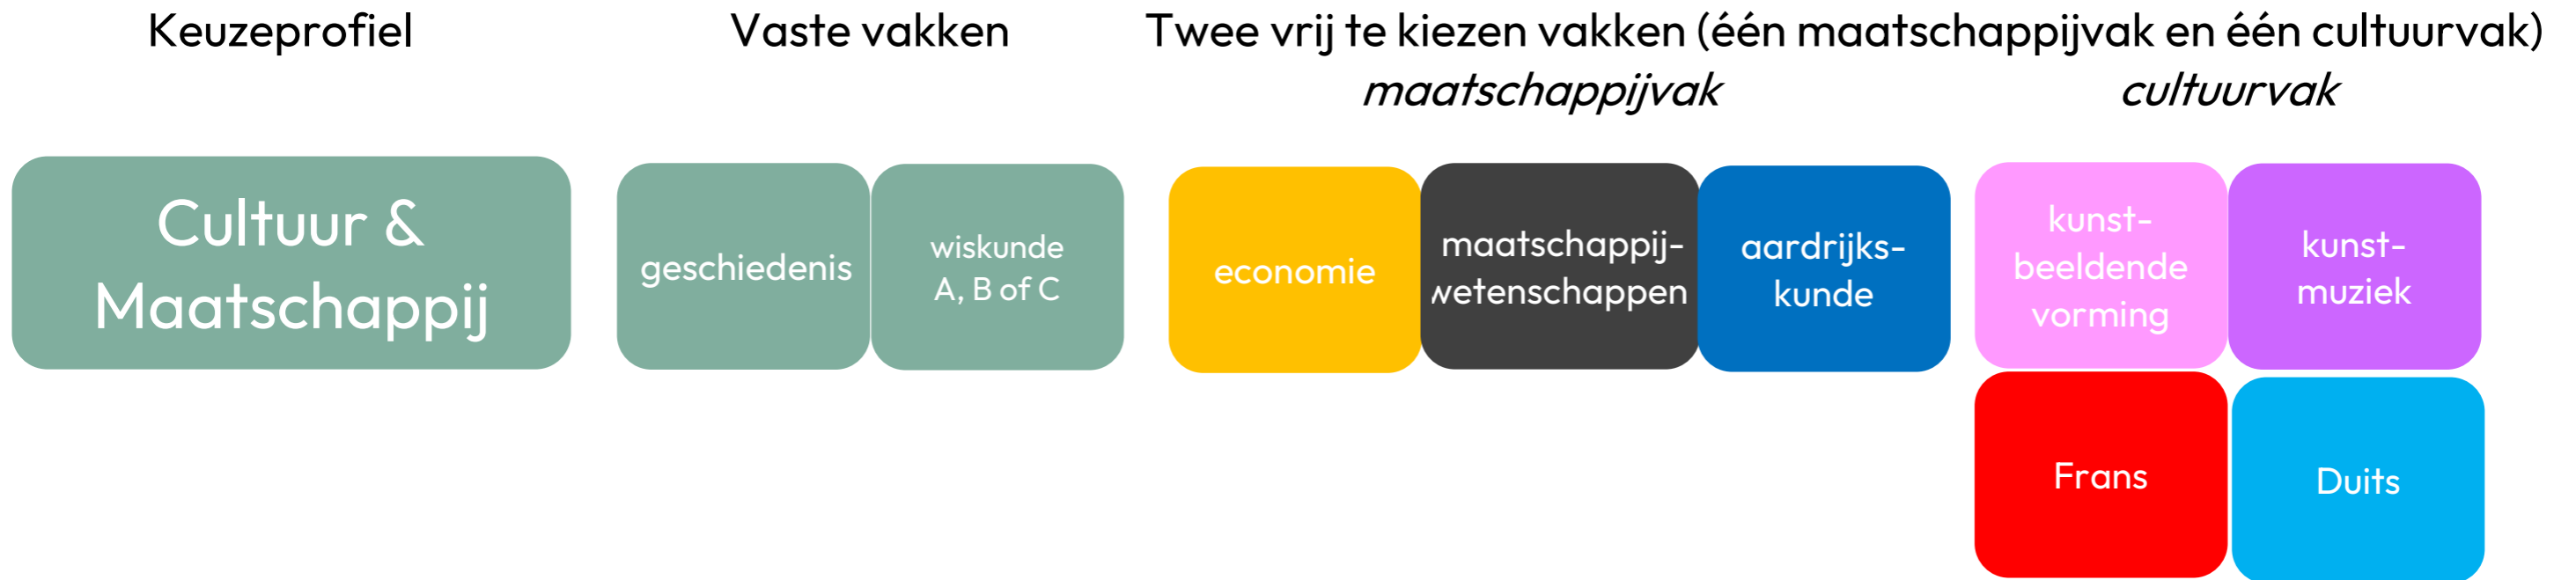 Keuzeprofiel
Vaste vakken
Twee vrij te kiezen vakken (één maatschappijvak en één cultuurvak)
maatschappijvak
cultuurvak
Cultuur &
Maatschappij
geschiedenis
wiskunde
A, B of C
economie
maatschappij-
wetenschappen
aardrijks-
kunde
kunst-
beeldende
vorming
kunst-
muziek
Frans
Duits